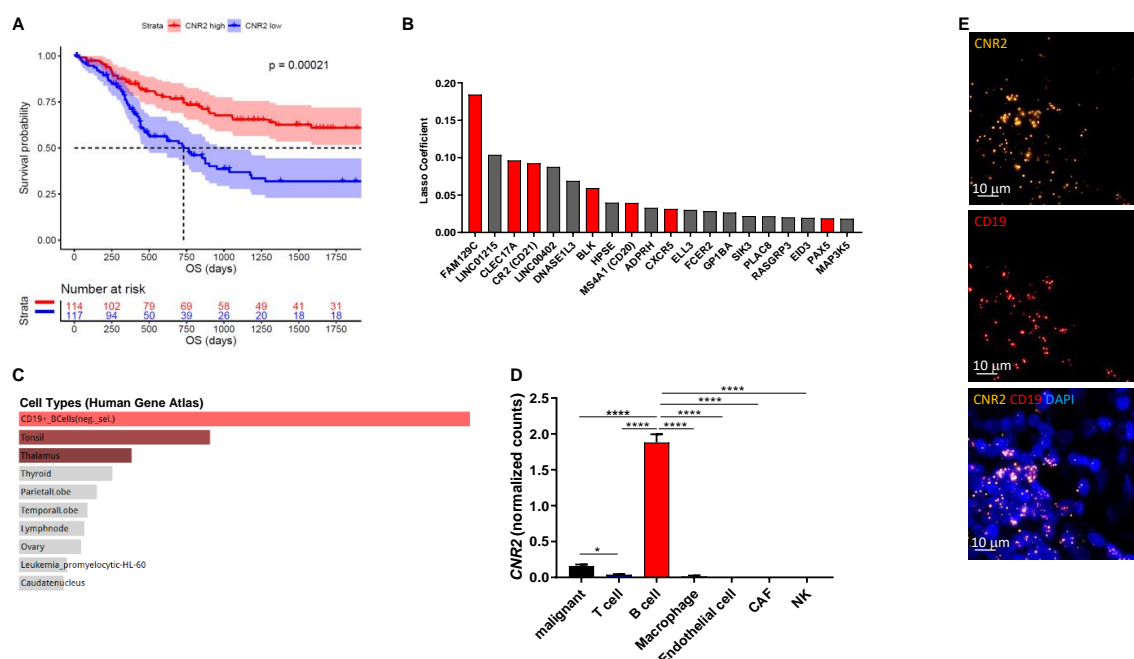 A
Strata CNR2 high CNR2 low
p = 0.00021
Survival probability
1.00
0.75
0.50
0.25
0.00
0 250 500 750 1000 1250 1500 1750
OS (days)
Number at risk
Strata
114 102 79 69 58 49 41 31
117 94 50 39 26 20 18 18
0 250 500 750 1000 1250 1500 1750
OS (days)
B
Lasso Coefficient
0.20
0.15
0.10
0.05
0.00
FAM129C
LINC01215
CLEC17A
CR2 (CD21)
LINC00402
DNASE1L3
BLK
HPSE
MS4A1 (CD20)
ADPRH
CXCR5
ELL3
FCER2
GP1BA
SIK3
PLAC8
RASGRP3
EID3
PAX5
MAP3K5
C
Cell Types (Human Gene Atlas)
CD19+_BCells(neg._sel.)
Tonsil
Thalamus
Thyroid
ParietalLobe
TemporalLobe
Lymphnode
Ovary
Leukemia_promyelocytic-HL-60
Caudatenucleus
D
CNR2 (normalized counts)
2.5
2.0
1.5
1.0
0.5
0.0
****
****
**** ****
**** ****
*
malignant
T cell
B cell
Macrophage
Endothelial cell
CAF
NK
E
CNR2
10 µm
CD19
10 µm
CNR2 CD19 DAPI
10 µm